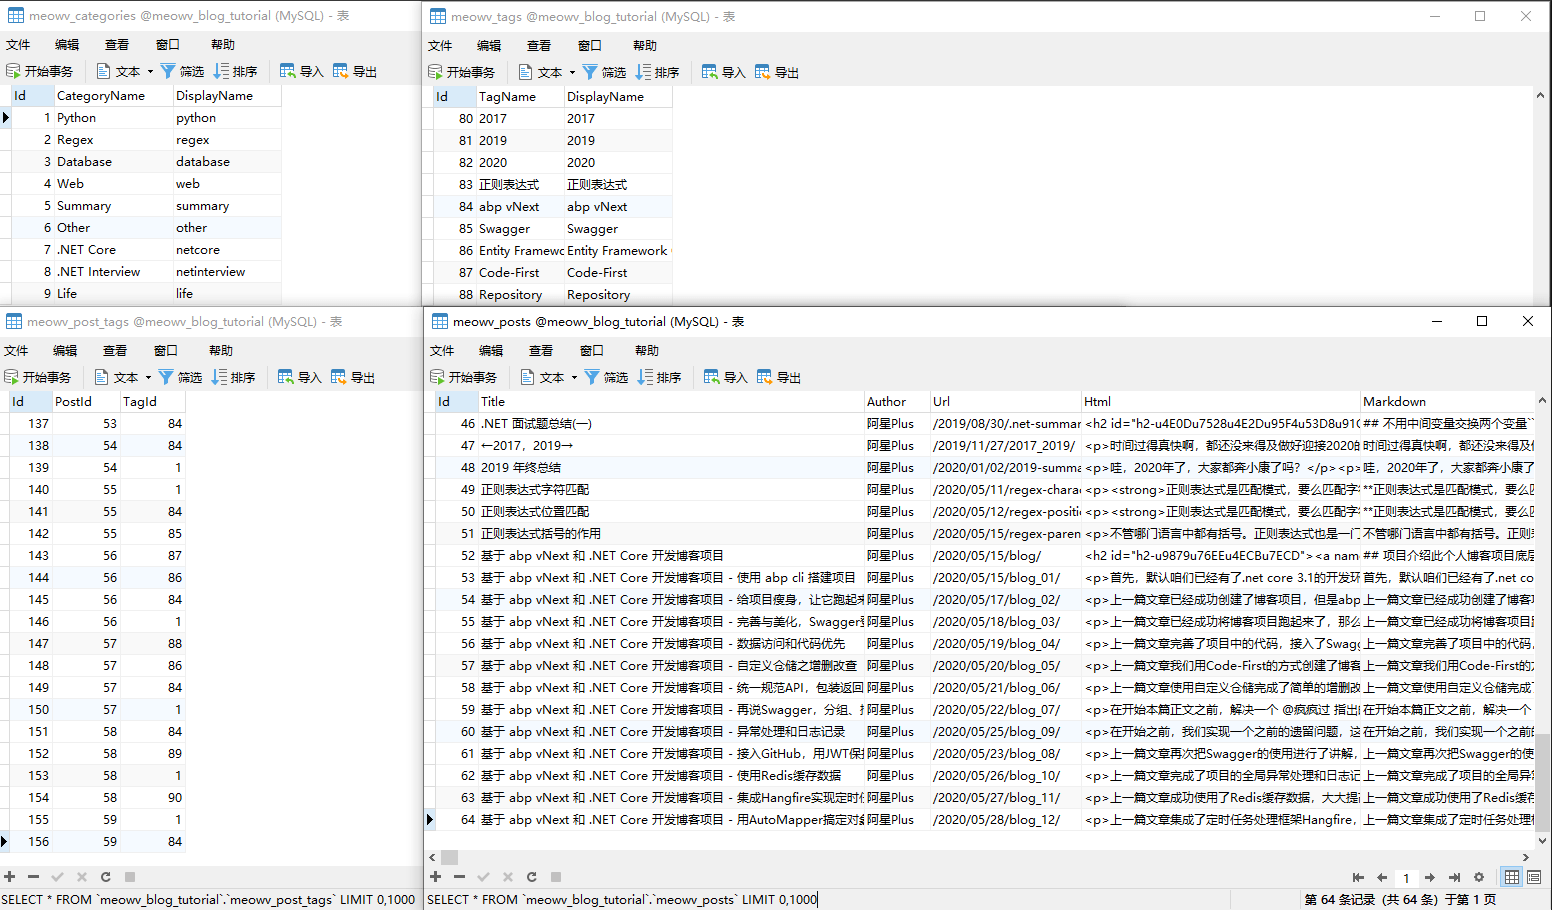 meowv_categories @meowv_blog_tutorial (MySQL) - 表
文件 编辑 查看 窗口 帮助
开始事务 文本 筛选 排序 导入 导出
Id CategoryName DisplayName
1 Python python
2 Regex regex
3 Database database
4 Web web
5 Summary summary
6 Other other
7 .NET Core netcore
8 .NET Interview netinterview
9 Life life
meowv_tags @meowv_blog_tutorial (MySQL) - 表
文件 编辑 查看 窗口 帮助
开始事务 文本 筛选 排序 导入 导出
Id TagName DisplayName
80 2017 2017
81 2019 2019
82 2020 2020
83 正则表达式 正则表达式
84 abp vNext abp vNext
85 Swagger Swagger
86 Entity Framewo Entity Framework
87 Code-First Code-First
88 Repository Repository
meowv_post_tags @meowv_blog_tutorial (MySQL) - 表
文件 编辑 查看 窗口 帮助
开始事务 文本 筛选 排序 导入 导出
Id PostId TagId
137 53 84
138 54 84
139 54 1
140 55 1
141 55 84
142 55 85
143 56 87
144 56 86
145 56 84
146 56 1
147 57 88
148 57 86
149 57 84
150 57 1
151 58 84
152 58 89
153 58 1
154 58 90
155 59 1
156 59 84
SELECT * FROM `meowv_blog_tutorial`.`meowv_post_tags` LIMIT 0,1000
meowv_posts @meowv_blog_tutorial (MySQL) - 表
文件 编辑 查看 窗口 帮助
开始事务 文本 筛选 排序 导入 导出
Id Title Author Url Html Markdown
46 .NET 面试题总结(一) 阿星Plus /2019/08/30/.net-summar <h2 id="h2-u4E0Du7528u4E2Du95F4u53D8u91C ## 不用中间变量交换两个变量``
47 ←2017，2019→ 阿星Plus /2019/11/27/2017_2019/ <p>时间过得真快啊，都还没来得及做好迎接2020的 时间过得真快啊，都还没来得及做
48 2019 年终总结 阿星Plus /2020/01/02/2019-summa <p>哇，2020年了，大家都奔小康了吗？</p><p> 哇，2020年了，大家都奔小康了
49 正则表达式字符匹配 阿星Plus /2020/05/11/regex-charac <p><strong>正则表达式是匹配模式，要么匹配字 **正则表达式是匹配模式，要么匹
50 正则表达式位置匹配 阿星Plus /2020/05/12/regex-positio <p><strong>正则表达式是匹配模式，要么匹配字 **正则表达式是匹配模式，要么匹
51 正则表达式括号的作用 阿星Plus /2020/05/15/regex-paren <p>不管哪门语言中都有括号。正则表达式也是一门 不管哪门语言中都有括号。正则
52 基于 abp vNext 和 .NET Core 开发博客项目 阿星Plus /2020/05/15/blog/ <h2 id="h2-u9879u76EEu4ECBu7ECD"><a nam ## 项目介绍此个人博客项目底层
53 基于 abp vNext 和 .NET Core 开发博客项目 - 使用 abp cli 搭建项目 阿星Plus /2020/05/15/blog_01/ <p>首先，默认咱们已经有了.net core 3.1的开发环 首先，默认咱们已经有了.net co
54 基于 abp vNext 和 .NET Core 开发博客项目 - 给项目瘦身，让它跑起来 阿星Plus /2020/05/17/blog_02/ <p>上一篇文章已经成功创建了博客项目，但是abp 上一篇文章已经成功创建了博客项
55 基于 abp vNext 和 .NET Core 开发博客项目 - 完善与美化，Swagger登 阿星Plus /2020/05/18/blog_03/ <p>上一篇文章已经成功将博客项目跑起来了，那么 上一篇文章已经成功将博客项目跑
56 基于 abp vNext 和 .NET Core 开发博客项目 - 数据访问和代码优先 阿星Plus /2020/05/19/blog_04/ <p>上一篇文章完善了项目中的代码，接入了Swagg 上一篇文章完善了项目中的代码，
57 基于 abp vNext 和 .NET Core 开发博客项目 - 自定义仓储之增删改查 阿星Plus /2020/05/20/blog_05/ <p>上一篇文章我们用Code-First的方式创建了博客 上一篇文章我们用Code-First的
58 基于 abp vNext 和 .NET Core 开发博客项目 - 统一规范API，包装返回 阿星Plus /2020/05/21/blog_06/ <p>上一篇文章使用自定义仓储完成了简单的增删改 上一篇文章使用自定义仓储完成
59 基于 abp vNext 和 .NET Core 开发博客项目 - 再说Swagger，分组、 阿星Plus /2020/05/22/blog_07/ <p>在开始本篇正文之前，解决一个 @疯疯过 指出 在开始本篇正文之前，解决一个
60 基于 abp vNext 和 .NET Core 开发博客项目 - 异常处理和日志记录 阿星Plus /2020/05/25/blog_09/ <p>在开始之前，我们实现一个之前的遗留问题，这 在开始之前，我们实现一个之前的
61 基于 abp vNext 和 .NET Core 开发博客项目 - 接入GitHub，用JWT保 阿星Plus /2020/05/23/blog_08/ <p>上一篇文章再次把Swagger的使用进行了讲解， 上一篇文章再次把Swagger的使
62 基于 abp vNext 和 .NET Core 开发博客项目 - 使用Redis缓存数据 阿星Plus /2020/05/26/blog_10/ <p>上一篇文章完成了项目的全局异常处理和日志记 上一篇文章完成了项目的全局异常
63 基于 abp vNext 和 .NET Core 开发博客项目 - 集成Hangfire实现定时任 阿星Plus /2020/05/27/blog_11/ <p>上一篇文章成功使用了Redis缓存数据，大大提 上一篇文章成功使用了Redis缓存
64 基于 abp vNext 和 .NET Core 开发博客项目 - 用AutoMapper搞定对象 阿星Plus /2020/05/28/blog_12/ <p>上一篇文章集成了定时任务处理框架Hangfire， 上一篇文章集成了定时任务处理
1
SELECT * FROM `meowv_blog_tutorial`.`meowv_posts` LIMIT 0,1000
第 64 条记录（共 64 条）于第 1 页